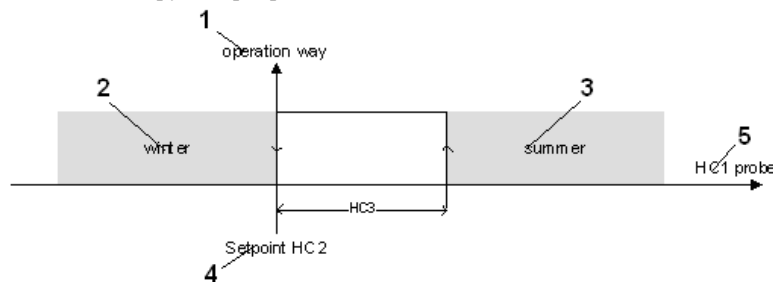 1
operation way
2
3
winter
summer
5
HC1 probe
HC3
Setpoint HC2
4